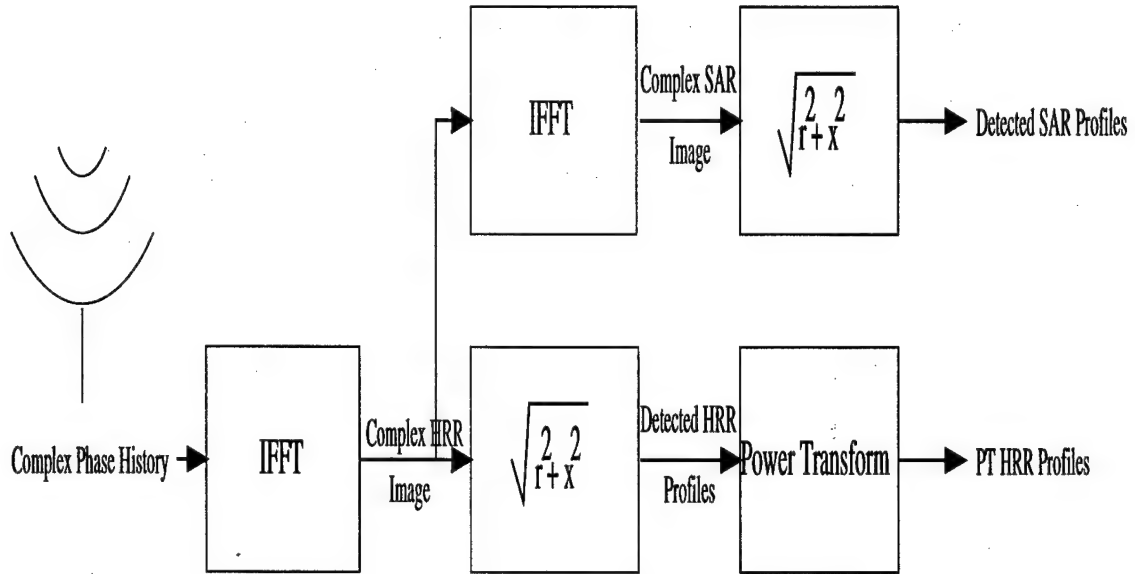 IFFT
Complex SAR
Image
√r²+x²
Detected SAR Profiles
Complex Phase History
IFFT
Complex HRR
Image
√r²+x²
Detected HRR
Profiles
Power Transform
PT HRR Profiles